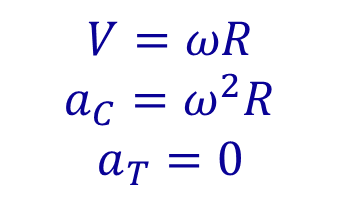 V = ωR
a_C = ω²R
a_T = 0